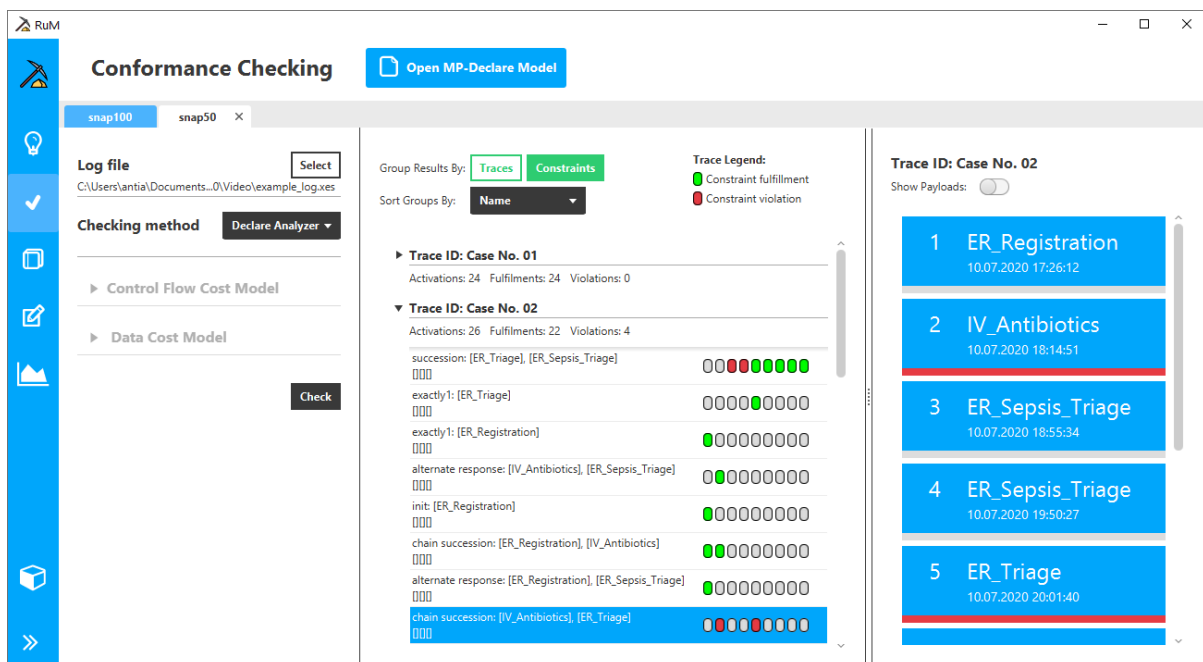 RuM
Conformance Checking
Open MP-Declare Model
snap100
snap50
Log file
Select
C:\Users\antia\Documents...0\Video\example_log.xes
Checking method
Declare Analyzer
Control Flow Cost Model
Data Cost Model
Check
Group Results By: Traces Constraints
Sort Groups By: Name
Trace Legend:
Constraint fulfillment
Constraint violation
Trace ID: Case No. 01
Activations: 24 Fulfilments: 24 Violations: 0
Trace ID: Case No. 02
Activations: 26 Fulfilments: 22 Violations: 4
succession: [ER_Triage], [ER_Sepsis_Triage]
[][][]
exactly1: [ER_Triage]
[][][]
exactly1: [ER_Registration]
[][][]
alternate response: [IV_Antibiotics], [ER_Sepsis_Triage]
[][][]
init: [ER_Registration]
[][][]
chain succession: [ER_Registration], [IV_Antibiotics]
[][][]
alternate response: [ER_Registration], [ER_Sepsis_Triage]
[][][]
chain succession: [IV_Antibiotics], [ER_Triage]
[][][]
Trace ID: Case No. 02
Show Payloads:
1 ER_Registration
10.07.2020 17:26:12
2 IV_Antibiotics
10.07.2020 18:14:51
3 ER_Sepsis_Triage
10.07.2020 18:55:34
4 ER_Sepsis_Triage
10.07.2020 19:50:27
5 ER_Triage
10.07.2020 20:01:40